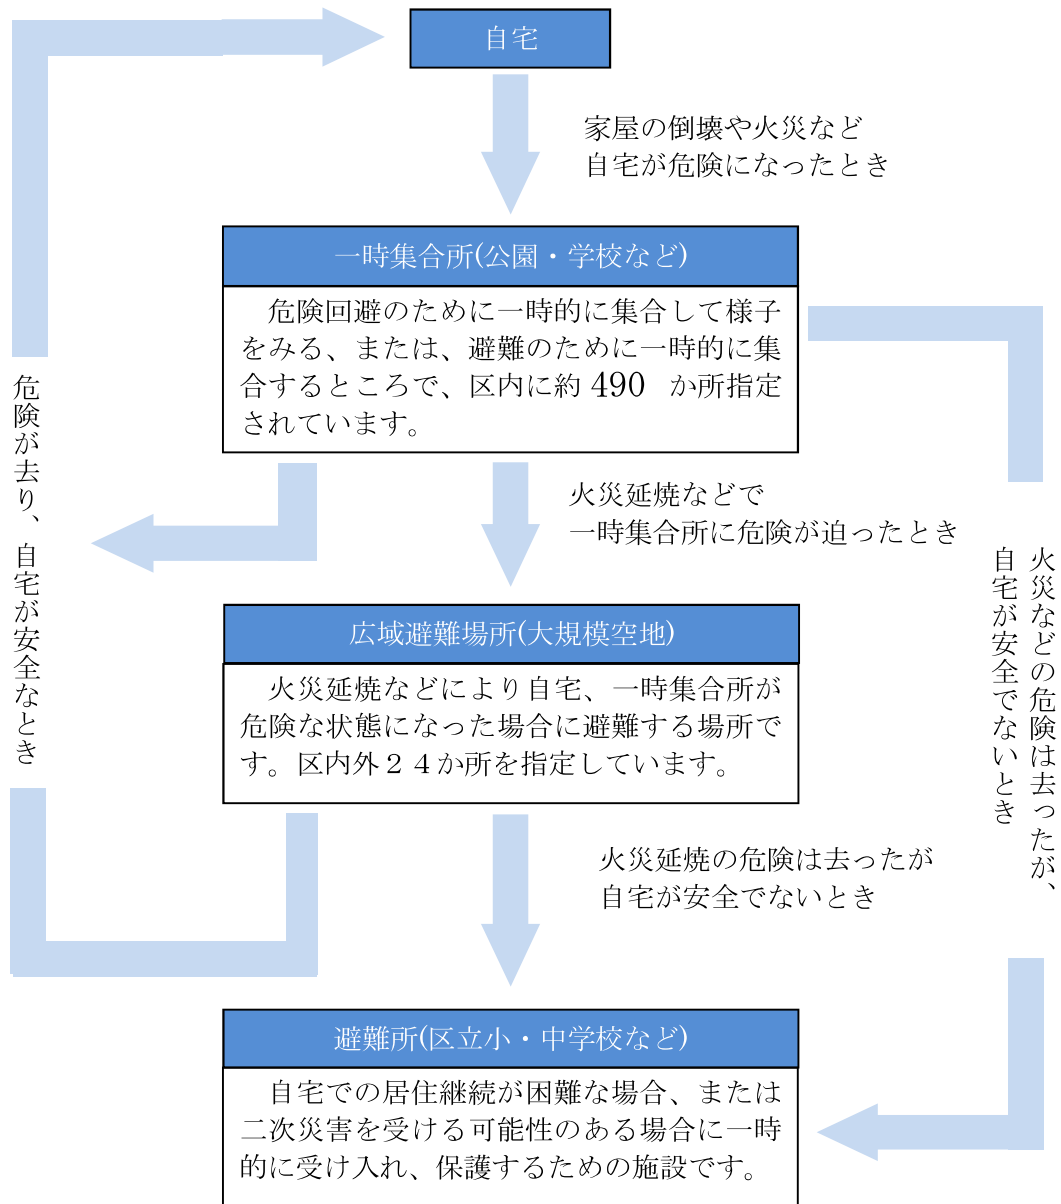 自宅
家屋の倒壊や火災など
自宅が危険になったとき
一時集合所(公園・学校など)
危険回避のために一時的に集合して様子
をみる、または、避難のために一時的に集
合するところで、区内に約 490 か所指定
されています。
危険が去り、自宅が安全なとき
火災延焼などで
一時集合所に危険が迫ったとき
火災などの危険は去ったが、
自宅が安全でないとき
広域避難場所(大規模空地)
火災延焼などにより自宅、一時集合所が
危険な状態になった場合に避難する場所で
す。区内外２４か所を指定しています。
火災延焼の危険は去ったが
自宅が安全でないとき
避難所(区立小・中学校など)
自宅での居住継続が困難な場合、または
二次災害を受ける可能性のある場合に一時
的に受け入れ、保護するための施設です。